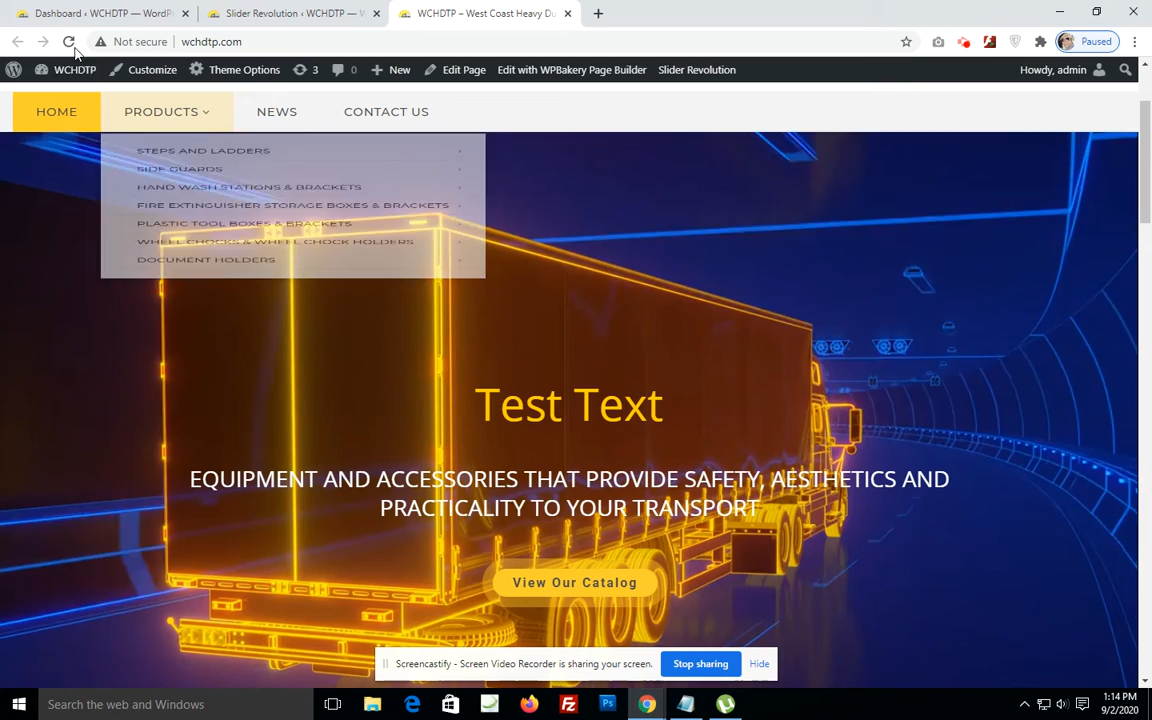 Dashboard ‹ WCHDTP — WordPr
Slider Revolution ‹ WCHDTP — W
WCHDTP – West Coast Heavy Du
Not secure
wchdtp.com
Paused
WCHDTP
Customize
Theme Options
3
0
New
Edit Page
Edit with WPBakery Page Builder
Slider Revolution
Howdy, admin
HOME
PRODUCTS
NEWS
CONTACT US
STEPS AND LADDERS
SIDE GUARDS
HAND WASH STATIONS & BRACKETS
FIRE EXTINGUISHER STORAGE BOXES & BRACKETS
PLASTIC TOOL BOXES & BRACKETS
WHEEL CHOCKS & WHEEL CHOCK HOLDERS
DOCUMENT HOLDERS
Test Text
EQUIPMENT AND ACCESSORIES THAT PROVIDE SAFETY, AESTHETICS AND
PRACTICALITY TO YOUR TRANSPORT
View Our Catalog
Screencastify - Screen Video Recorder is sharing your screen.
Stop sharing
Hide
Search the web and Windows
1:14 PM
9/2/2020